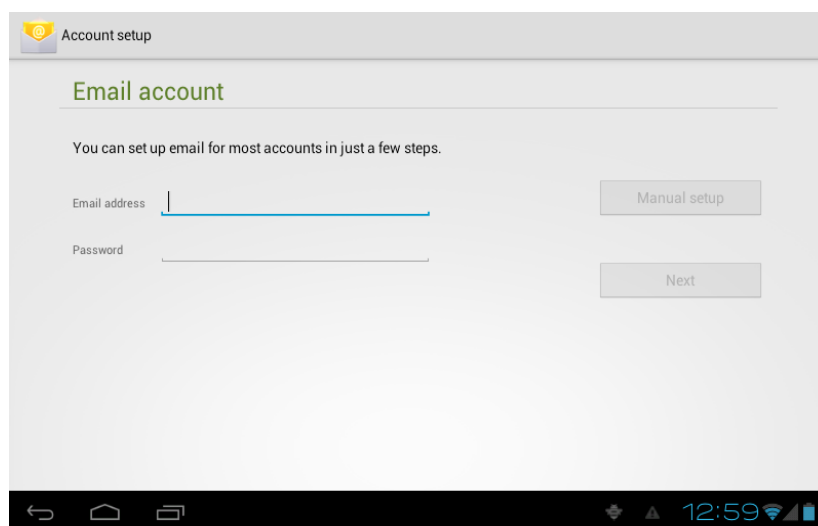 Account setup
Email account
You can set up email for most accounts in just a few steps.
Email address
Manual setup
Password
Next
12:59